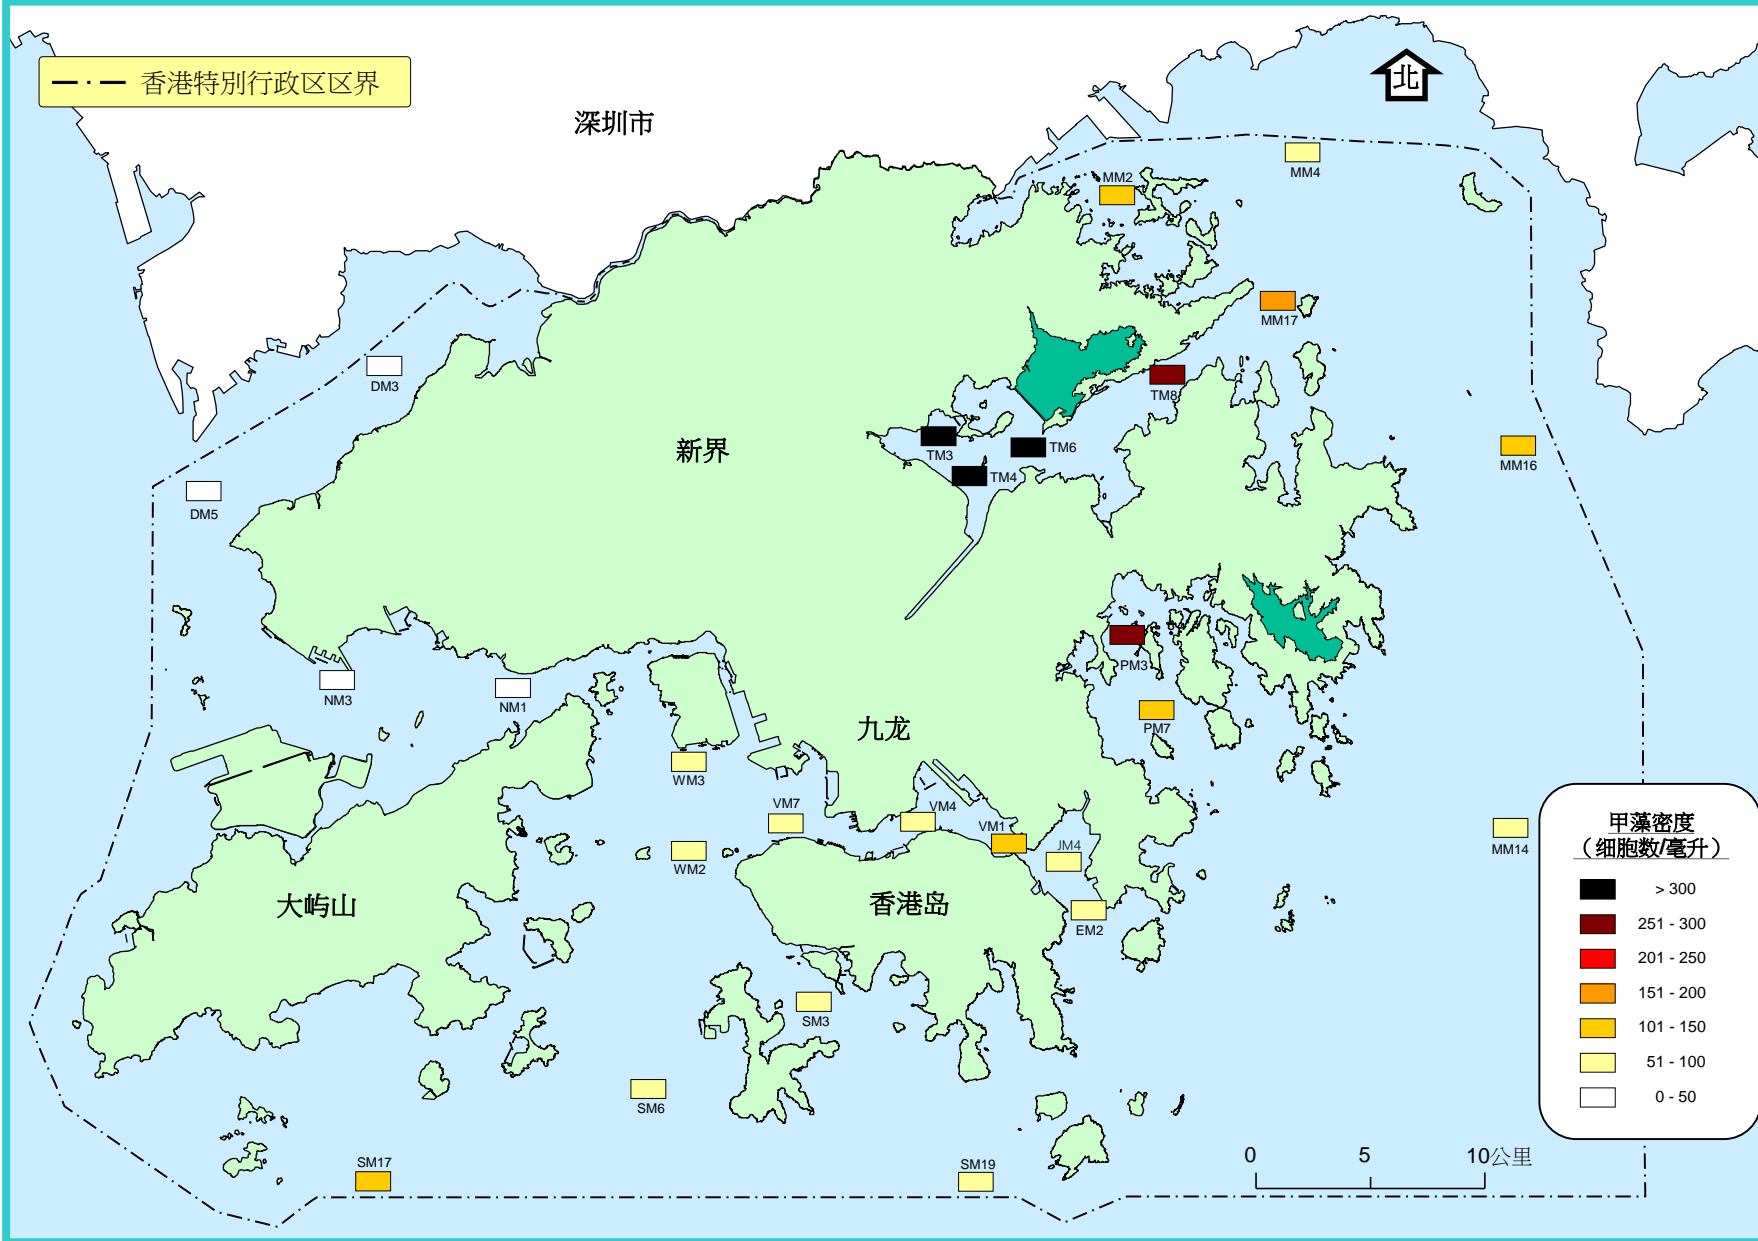 香港特别行政区区界
北
深圳市
MM4
MM2
MM17
DM3
TM8
新界
TM3
TM6
TM4
MM16
DM5
PM3
NM3
NM1
PM7
九龙
WM3
VM7
VM4
VM1
JM4
WM2
MM14
大屿山
香港岛
EM2
SM3
SM6
SM17
SM19
甲藻密度
（细胞数/毫升）
> 300
251 - 300
201 - 250
151 - 200
101 - 150
51 - 100
0 - 50
0 5 10公里